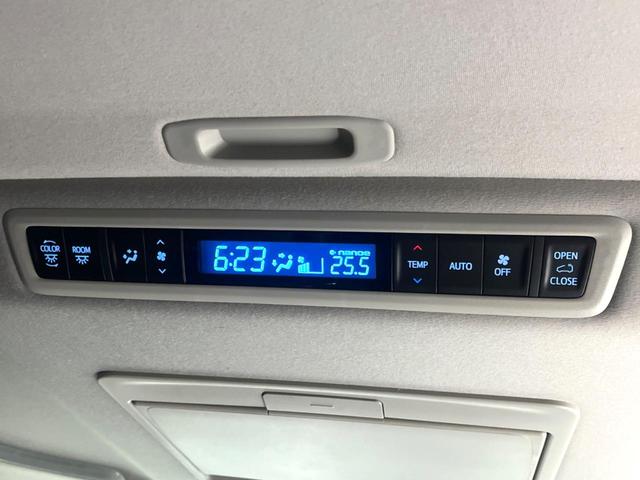 COLOR
ROOM
6:23
nanoe
25.5
TEMP
AUTO
OFF
OPEN
CLOSE